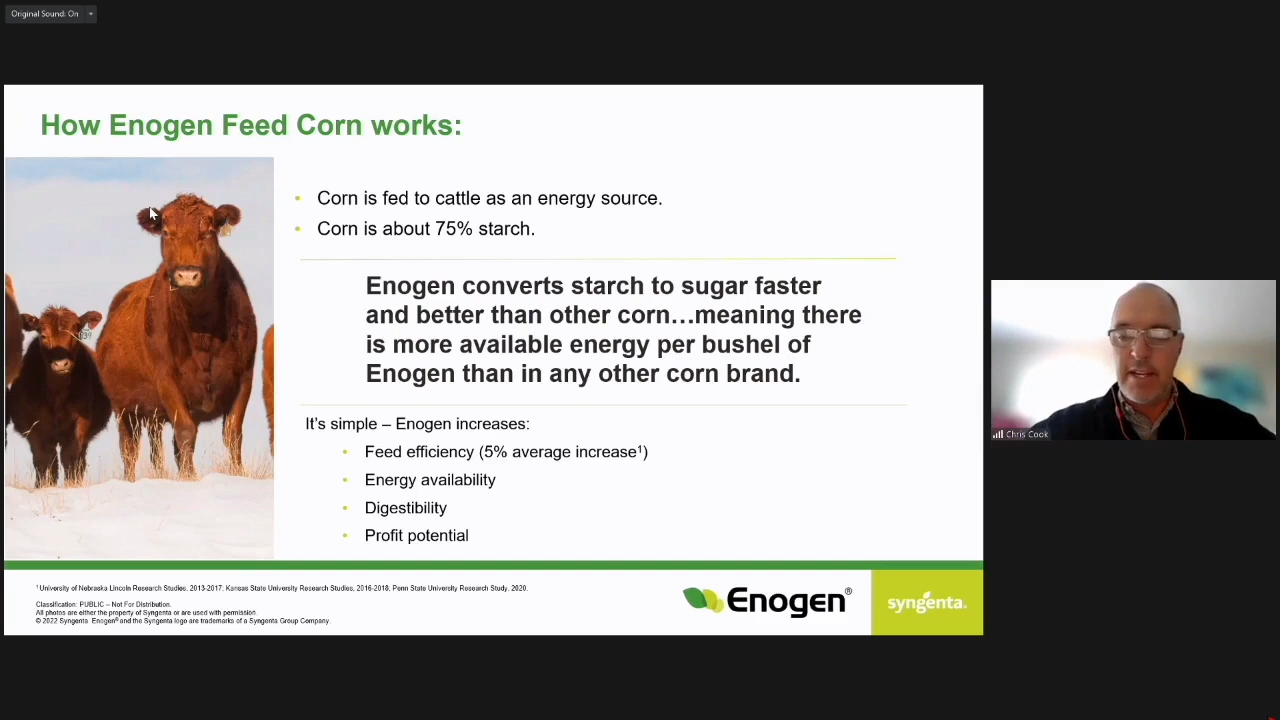 Original Sound: On
How Enogen Feed Corn works:
• Corn is fed to cattle as an energy source.
• Corn is about 75% starch.
Enogen converts starch to sugar faster
and better than other corn…meaning there
is more available energy per bushel of
Enogen than in any other corn brand.
It's simple – Enogen increases:
• Feed efficiency (5% average increase¹)
• Energy availability
• Digestibility
• Profit potential
¹ University of Nebraska Lincoln Research Studies, 2013-2017; Kansas State University Research Studies, 2016-2018; Penn State University Research Study, 2020.
Classification: PUBLIC – Not For Distribution.
All photos are either the property of Syngenta or are used with permission.
© 2022 Syngenta. Enogen® and the Syngenta logo are trademarks of a Syngenta Group Company.
Enogen®
syngenta.
Chris Cook